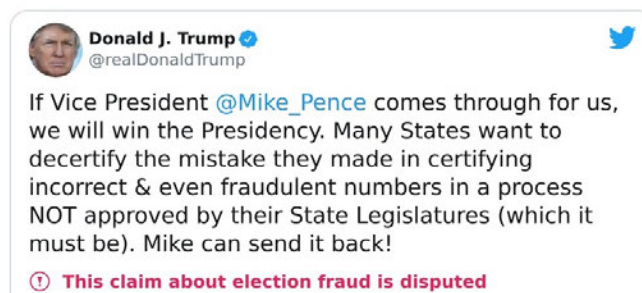 Donald J. Trump
@realDonaldTrump
If Vice President @Mike_Pence comes through for us,
we will win the Presidency. Many States want to
decertify the mistake they made in certifying
incorrect & even fraudulent numbers in a process
NOT approved by their State Legislatures (which it
must be). Mike can send it back!
This claim about election fraud is disputed